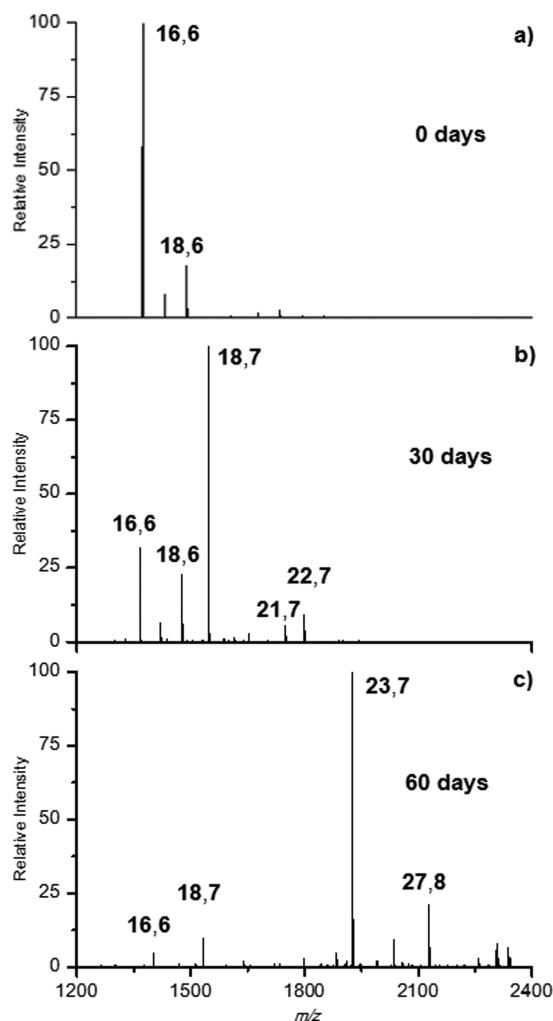 100
16,6
a)
75
0 days
50
25
18,6
0
Relative Intensity
100
18,7
b)
75
30 days
50
16,6
25
18,6
22,7
21,7
0
Relative Intensity
100
23,7
c)
75
60 days
50
25
27,8
18,7
16,6
0
Relative Intensity
1200 1500 1800 2100 2400
m/z